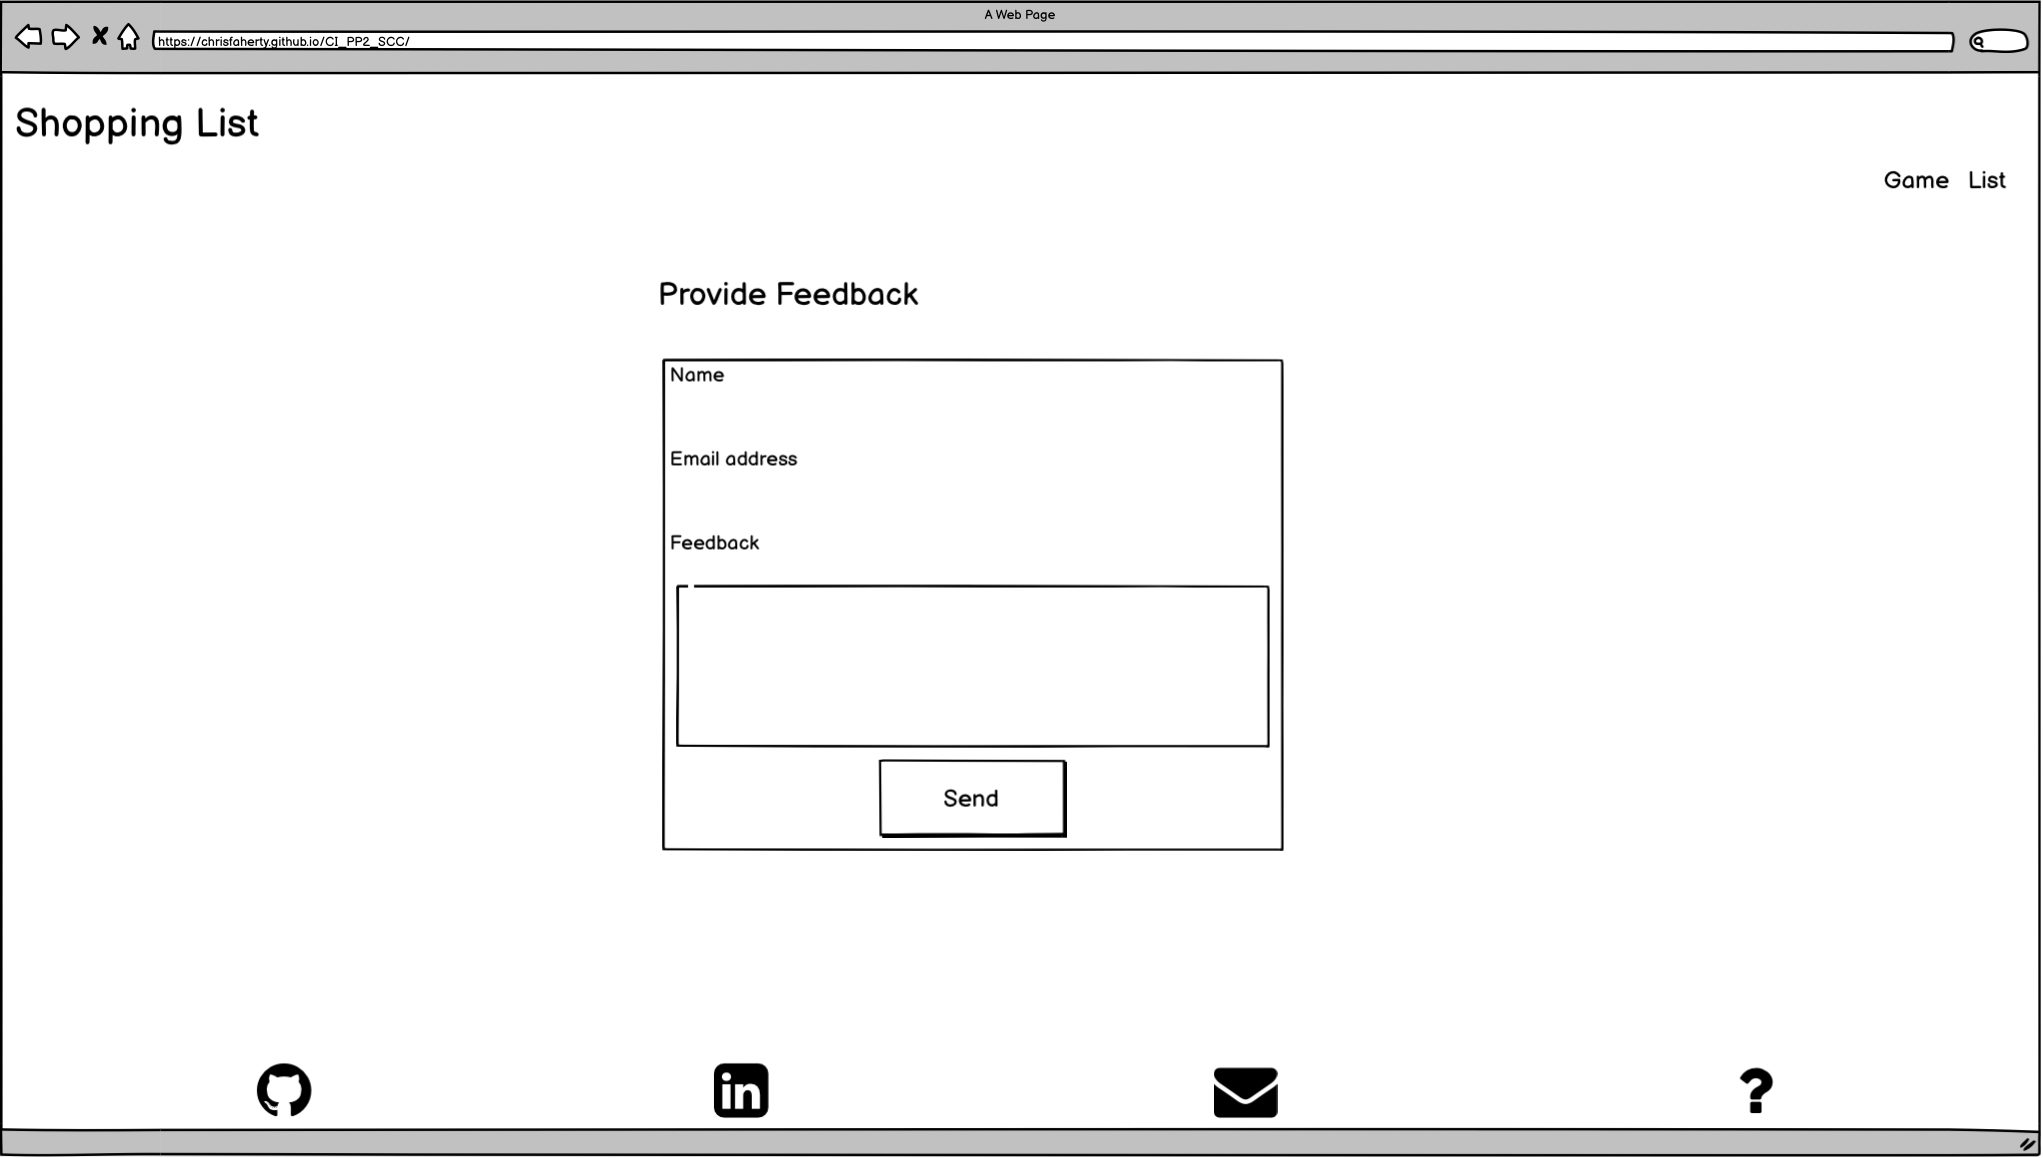 A Web Page
https://chrisfaherty.github.io/CI_PP2_SCC/
Shopping List
Game List
Provide Feedback
Name
Email address
Feedback
Send
in
?